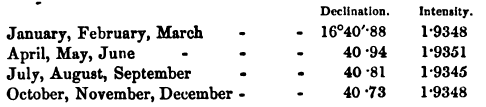 Declination. Intensity.
January, February, March - - 16°40′·88 1·9348
April, May, June - - - 40·94 1·9351
July, August, September - - 40·81 1·9345
October, November, December - - 40·73 1·9348